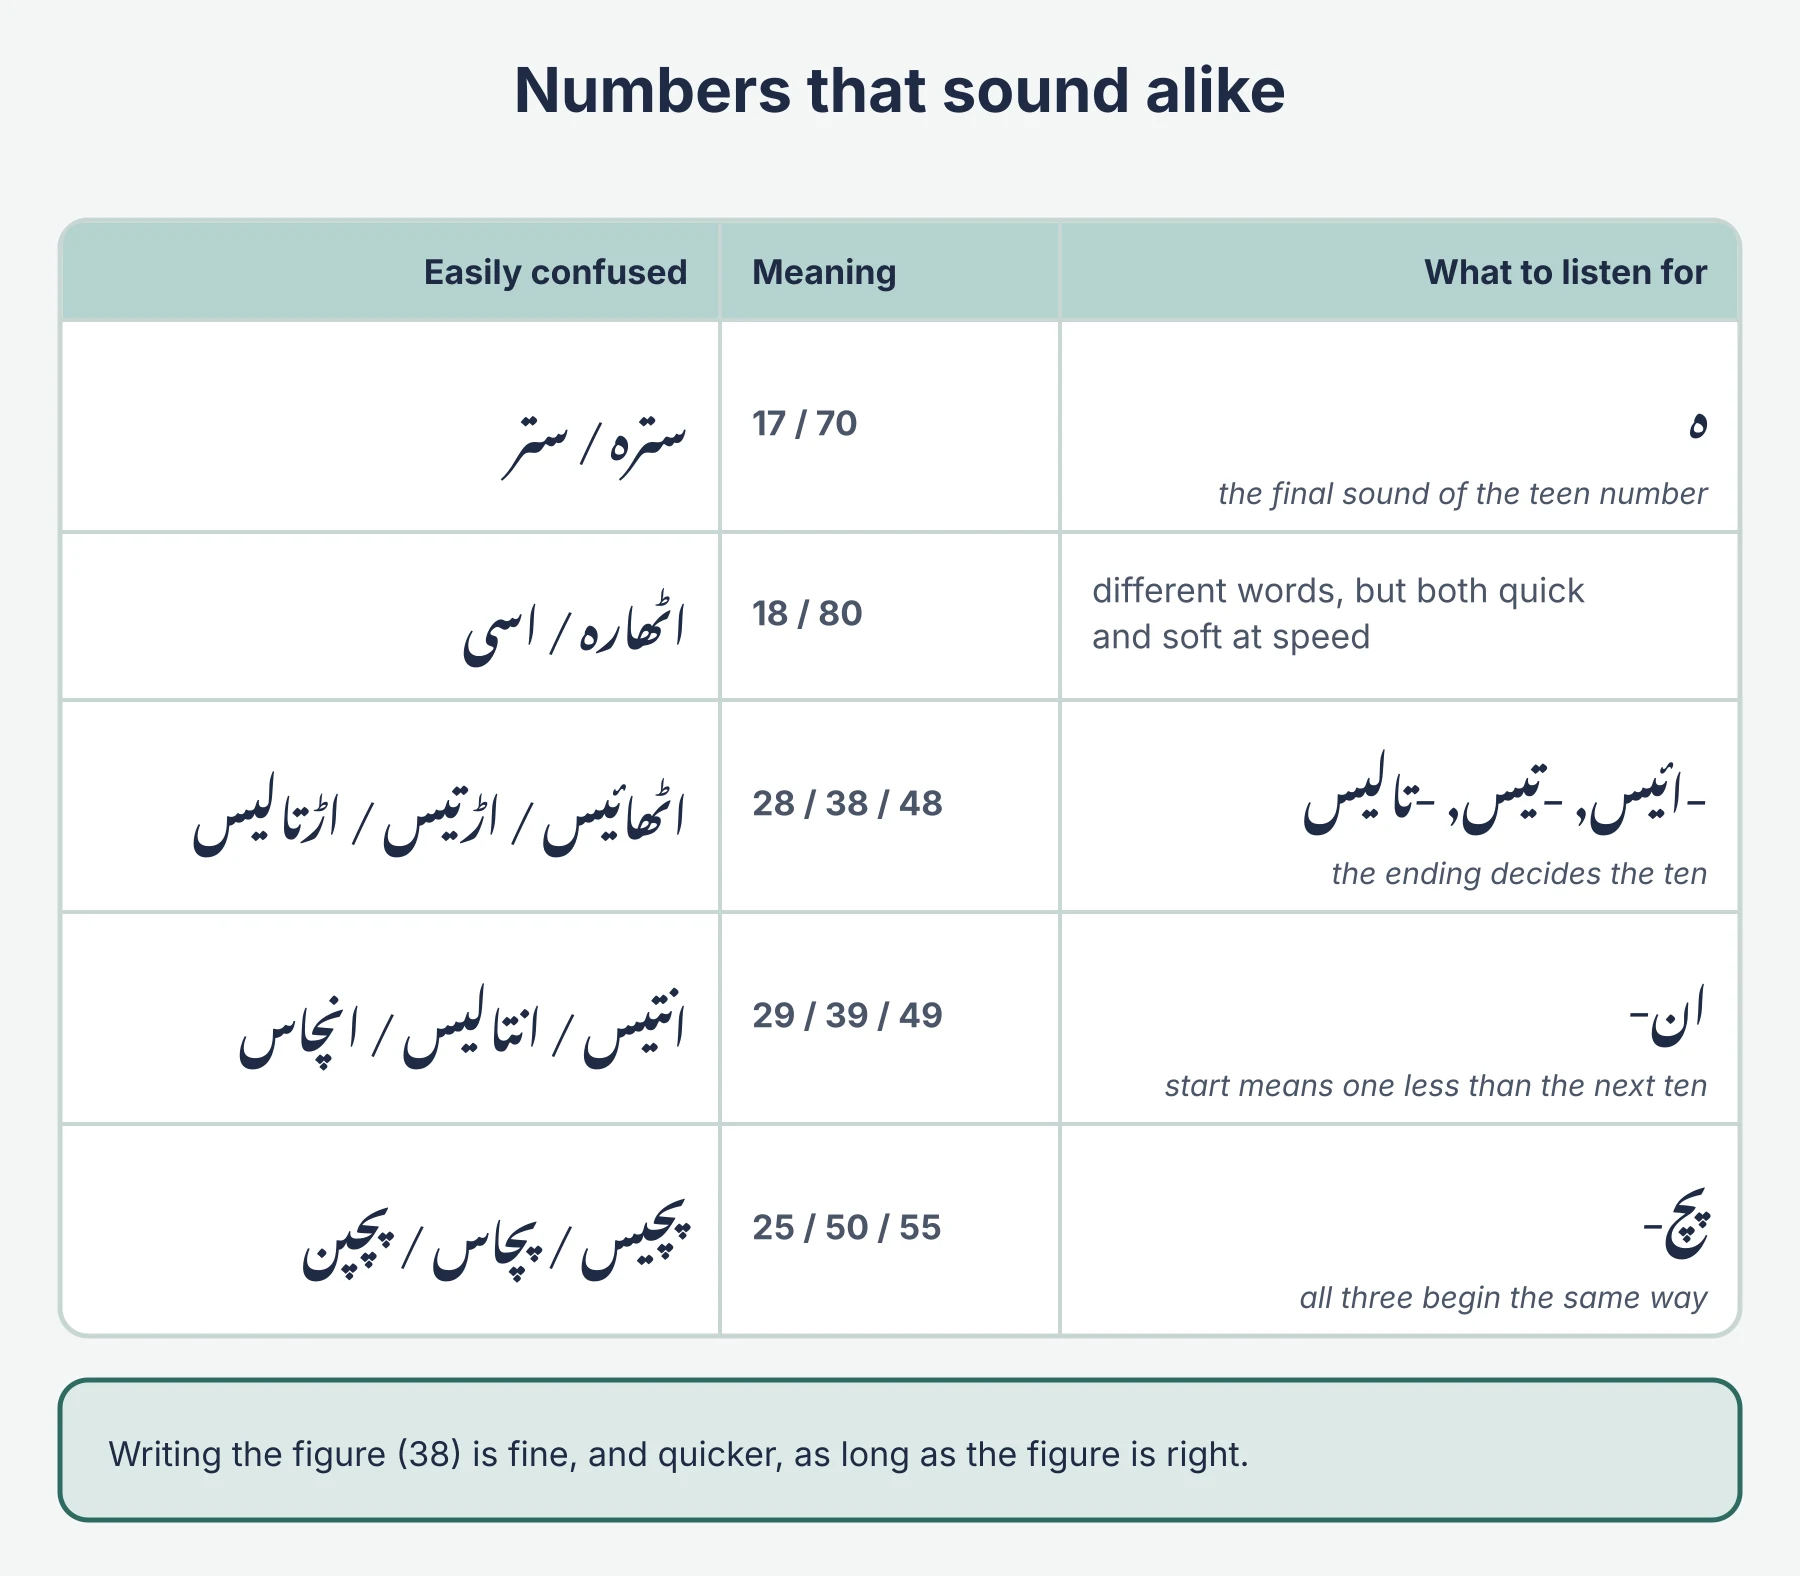 Numbers that sound alike
Easily confused
Meaning
What to listen for
سترہ / ستر
17 / 70
ہ
the final sound of the teen number
اٹھارہ / اسی
18 / 80
different words, but both quick
and soft at speed
اٹھائیس / اڑتیس / اڑتالیس
28 / 38 / 48
-ائیس, -تیس, -تالیس
the ending decides the ten
انتیس / انتالیس / انچاس
29 / 39 / 49
ان-
start means one less than the next ten
پچیس / پچاس / پچپن
25 / 50 / 55
پچ-
all three begin the same way
Writing the figure (38) is fine, and quicker, as long as the figure is right.